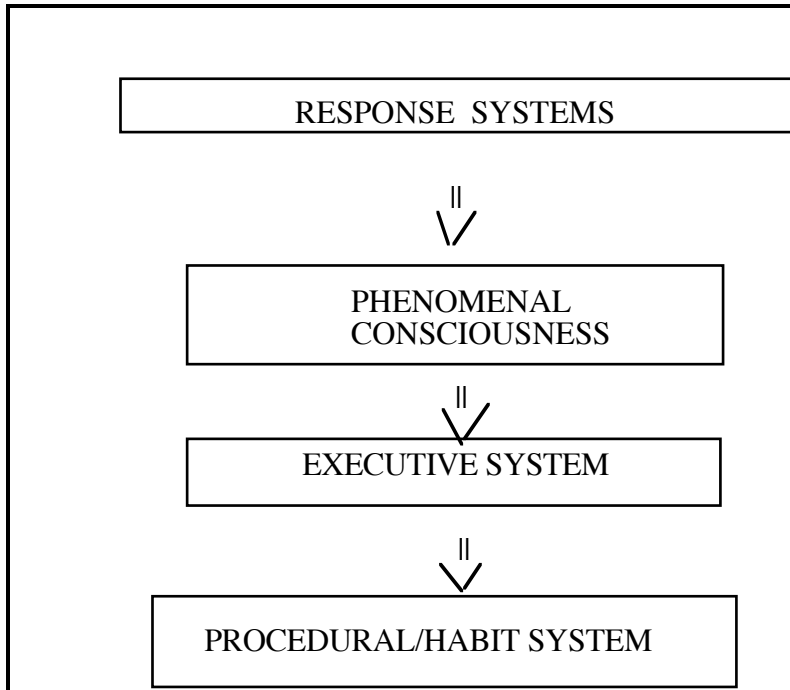 RESPONSE SYSTEMS
PHENOMENAL
CONSCIOUSNESS
EXECUTIVE SYSTEM
PROCEDURAL/HABIT SYSTEM